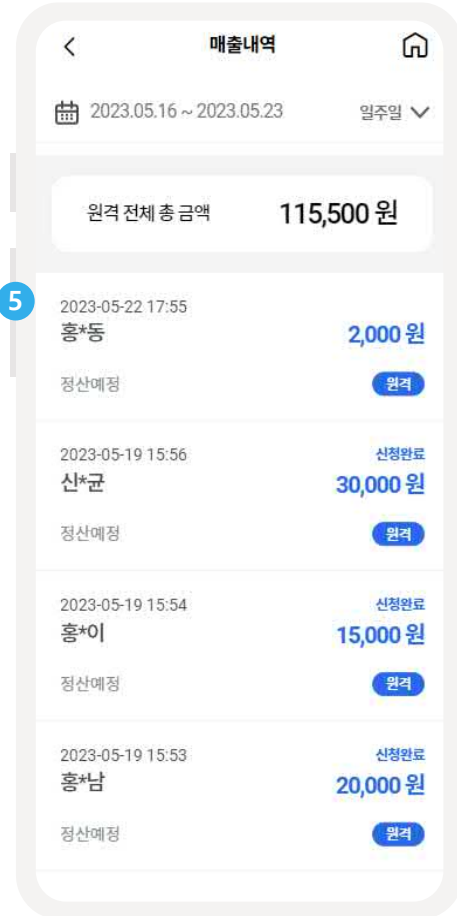 매출내역
2023.05.16 ~ 2023.05.23 일주일
원격 전체 총 금액 115,500 원
5
2023-05-22 17:55
홍*동 2,000 원
정산예정 원격
2023-05-19 15:56 신청완료
신*균 30,000 원
정산예정 원격
2023-05-19 15:54 신청완료
홍*이 15,000 원
정산예정 원격
2023-05-19 15:53 신청완료
홍*남 20,000 원
정산예정 원격